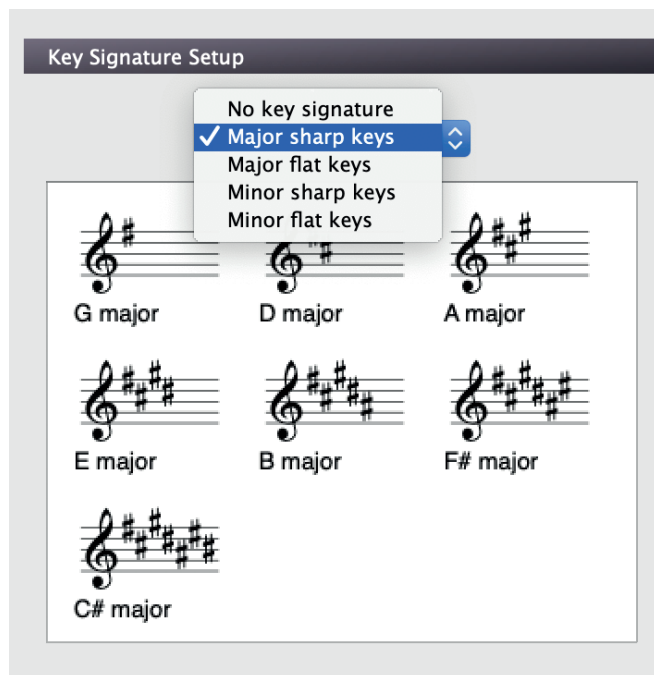 Key Signature Setup
No key signature
✓ Major sharp keys
Major flat keys
Minor sharp keys
Minor flat keys
G major
D major
A major
E major
B major
F# major
C# major